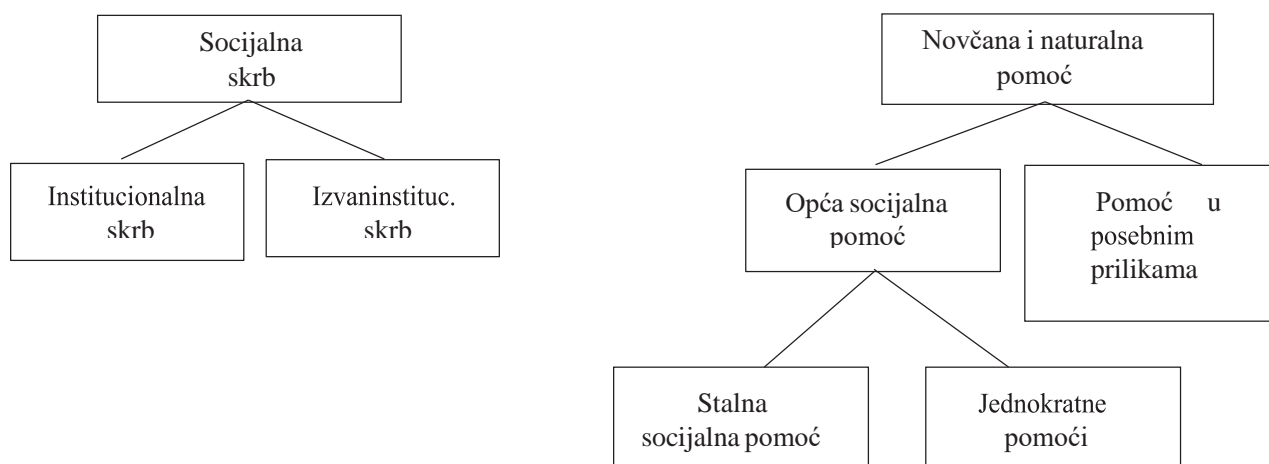 Socijalna
skrb
Institucionalna
skrb
Izvaninstituc.
skrb
Novčana i naturalna
pomoć
Opća socijalna
pomoć
Pomoć u
posebnim
prilikama
Stalna
socijalna pomoć
Jednokratne
pomoći